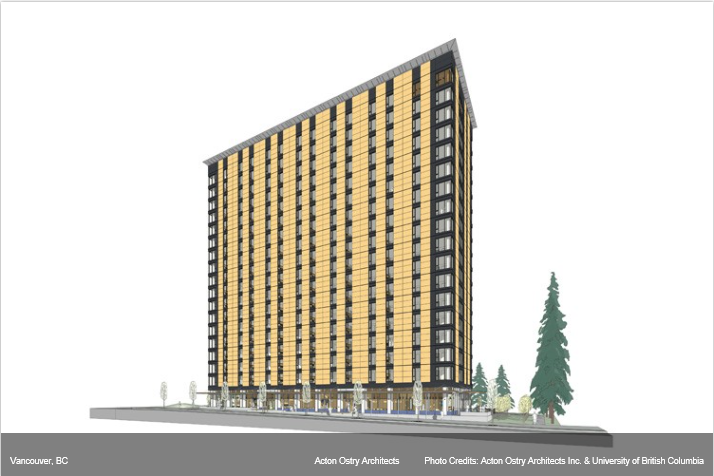 Vancouver, BC
Acton Ostry Architects
Photo Credits: Acton Ostry Architects Inc. & University of British Columbia